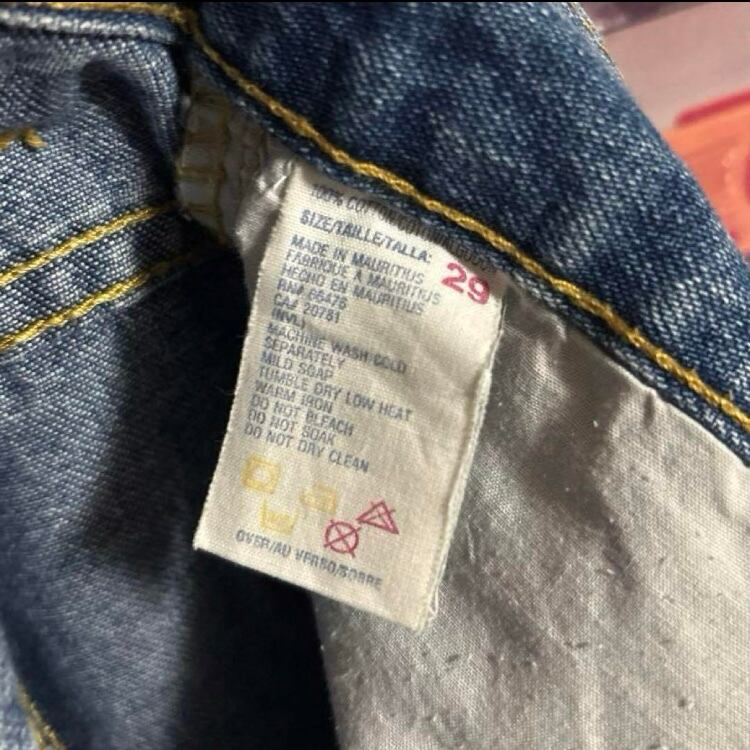 100% COTTON
SIZE/TAILLE/TALLA:
29
MADE IN MAURITIUS
FABRIQUE A MAURITIUS
HECHO EN MAURITIUS
RN# 66475
CA# 20781
(NVL)
MACHINE WASH COLD
SEPARATELY
MILD SOAP
TUMBLE DRY LOW HEAT
WARM IRON
DO NOT BLEACH
DO NOT SOAK
DO NOT DRY CLEAN
OVER/AU VERSO/SOBRE